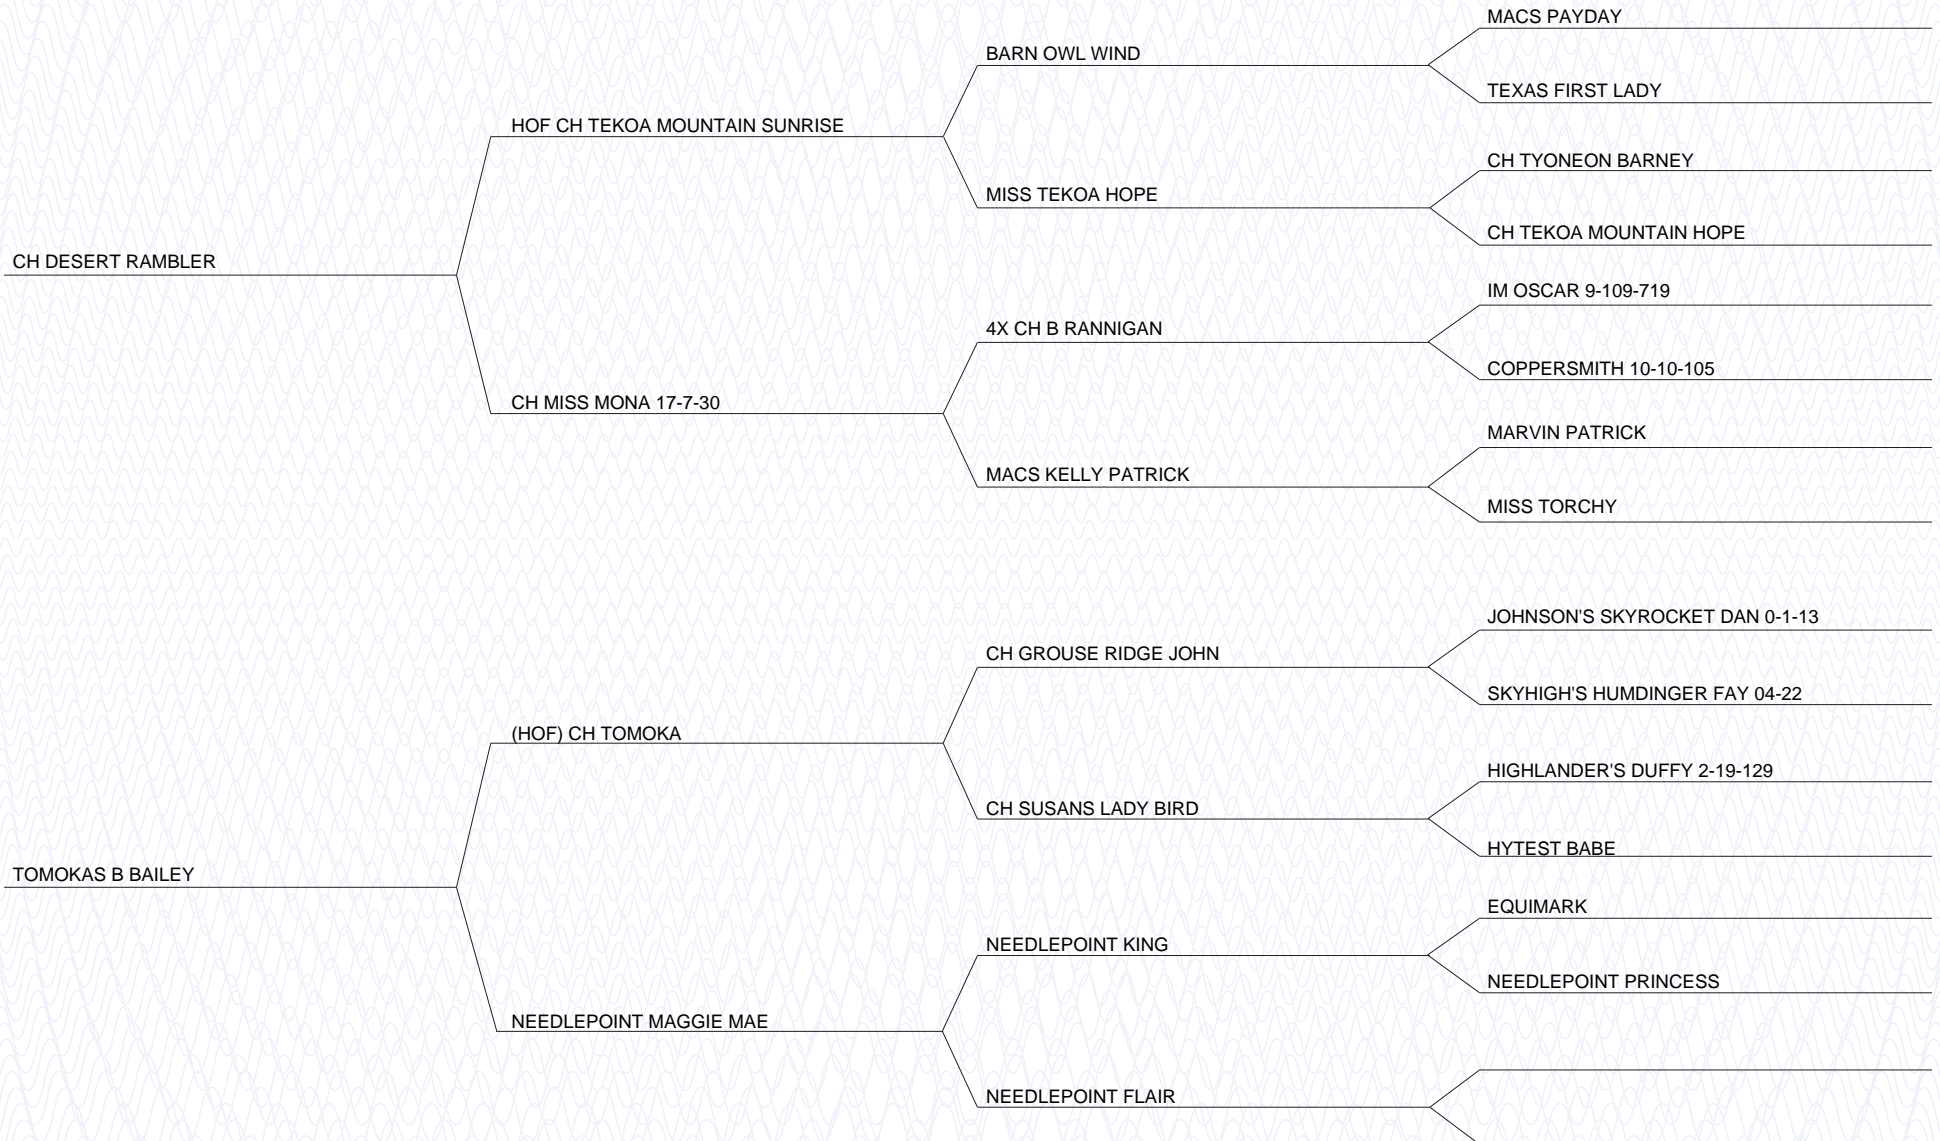 MACS PAYDAY
BARN OWL WIND
TEXAS FIRST LADY
HOF CH TEKOA MOUNTAIN SUNRISE
CH TYONEON BARNEY
MISS TEKOA HOPE
CH TEKOA MOUNTAIN HOPE
CH DESERT RAMBLER
IM OSCAR 9-109-719
4X CH B RANNIGAN
COPPERSMITH 10-10-105
CH MISS MONA 17-7-30
MARVIN PATRICK
MACS KELLY PATRICK
MISS TORCHY
JOHNSON'S SKYROCKET DAN 0-1-13
CH GROUSE RIDGE JOHN
SKYHIGH'S HUMDINGER FAY 04-22
(HOF) CH TOMOKA
HIGHLANDER'S DUFFY 2-19-129
CH SUSANS LADY BIRD
HYTEST BABE
TOMOKAS B BAILEY
EQUIMARK
NEEDLEPOINT KING
NEEDLEPOINT PRINCESS
NEEDLEPOINT MAGGIE MAE
NEEDLEPOINT FLAIR